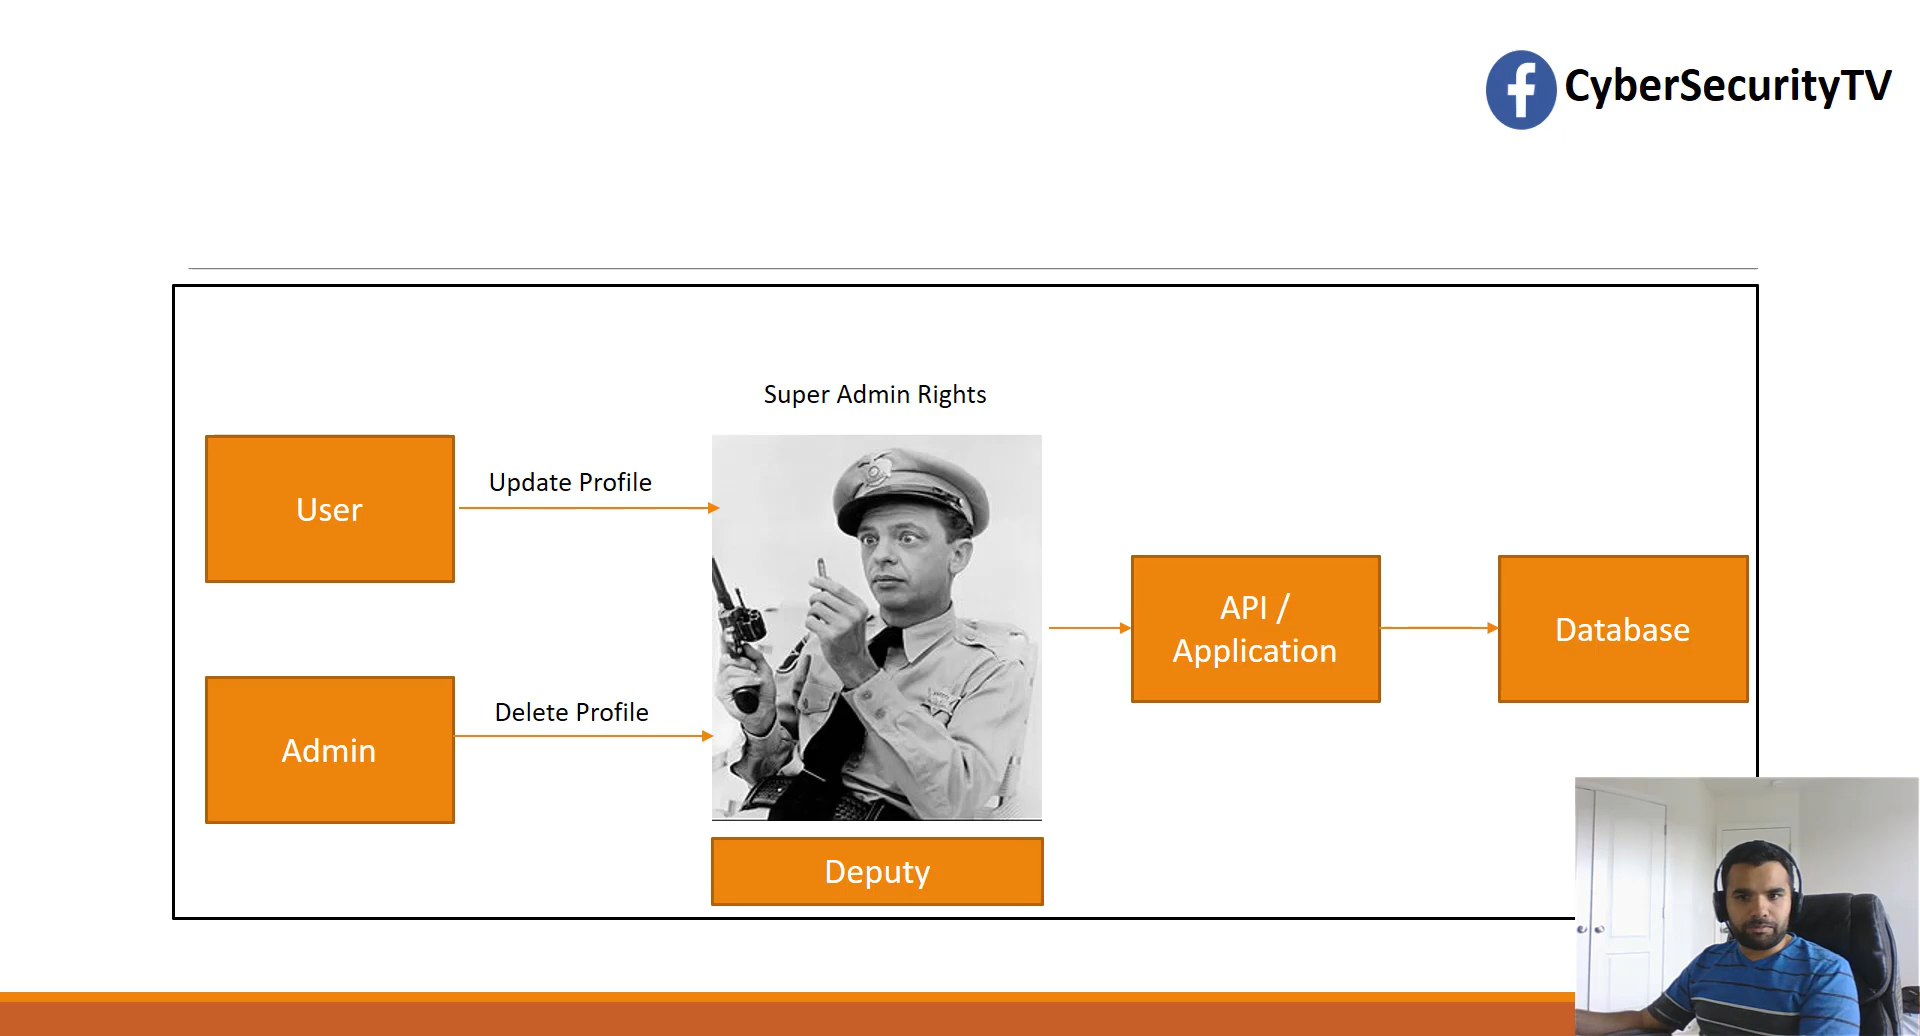 CyberSecurityTV
Super Admin Rights
User
Update Profile
Admin
Delete Profile
Deputy
API /
Application
Database